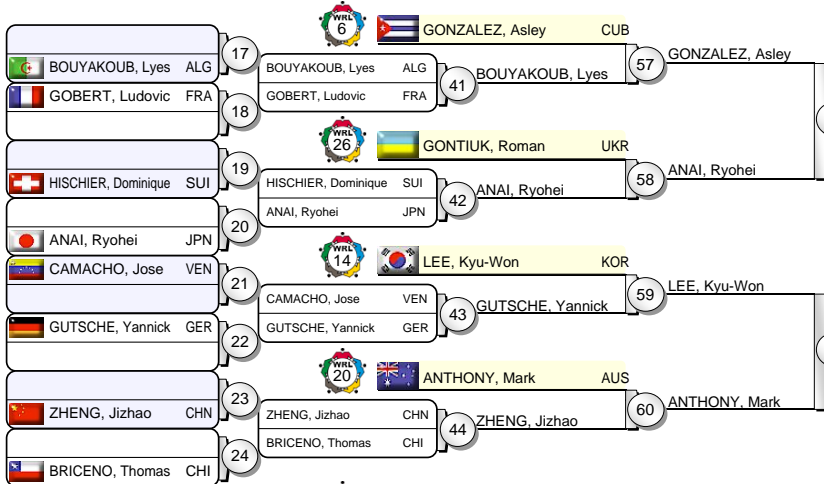 WRL
6
GONZALEZ, Asley CUB
17
BOUYAKOUB, Lyes ALG
GOBERT, Ludovic FRA
18
BOUYAKOUB, Lyes ALG
GOBERT, Ludovic FRA
41
BOUYAKOUB, Lyes
57
GONZALEZ, Asley
WRL
26
GONTIUK, Roman UKR
19
HISCHIER, Dominique SUI
20
ANAI, Ryohei JPN
HISCHIER, Dominique SUI
ANAI, Ryohei JPN
42
ANAI, Ryohei
58
ANAI, Ryohei
WRL
14
LEE, Kyu-Won KOR
CAMACHO, Jose VEN
21
GUTSCHE, Yannick GER
22
CAMACHO, Jose VEN
GUTSCHE, Yannick GER
43
GUTSCHE, Yannick
59
LEE, Kyu-Won
WRL
20
ANTHONY, Mark AUS
23
ZHENG, Jizhao CHN
24
BRICENO, Thomas CHI
ZHENG, Jizhao CHN
BRICENO, Thomas CHI
44
ZHENG, Jizhao
60
ANTHONY, Mark